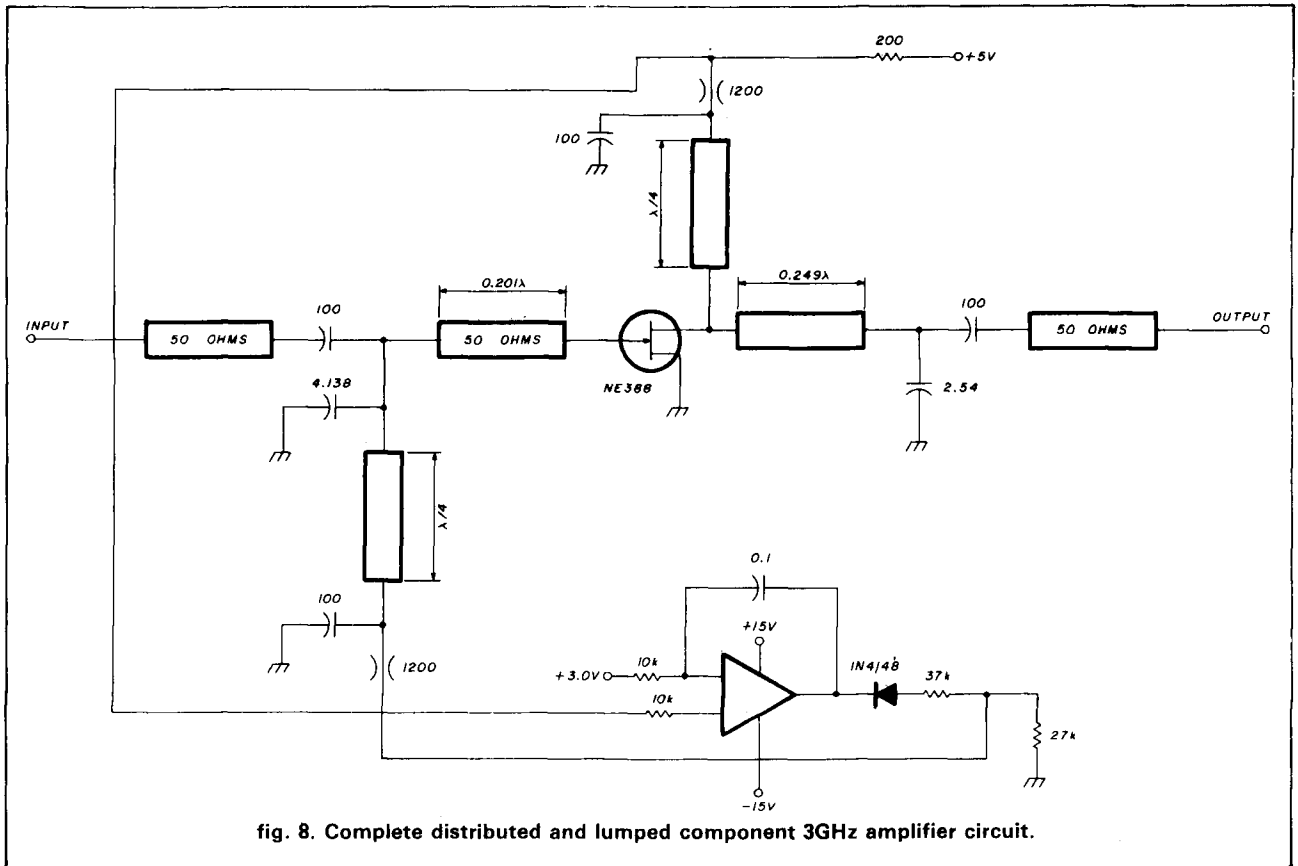 200
+5V
1200
100
λ/4
0.249λ
0.201λ
100
100
INPUT
50 OHMS
50 OHMS
50 OHMS
OUTPUT
4.138
NE388
2.54
λ/4
0.1
100
+15V
1N4148
37k
10k
+3.0V
1200
10k
27k
-15V
fig. 8. Complete distributed and lumped component 3GHz amplifier circuit.